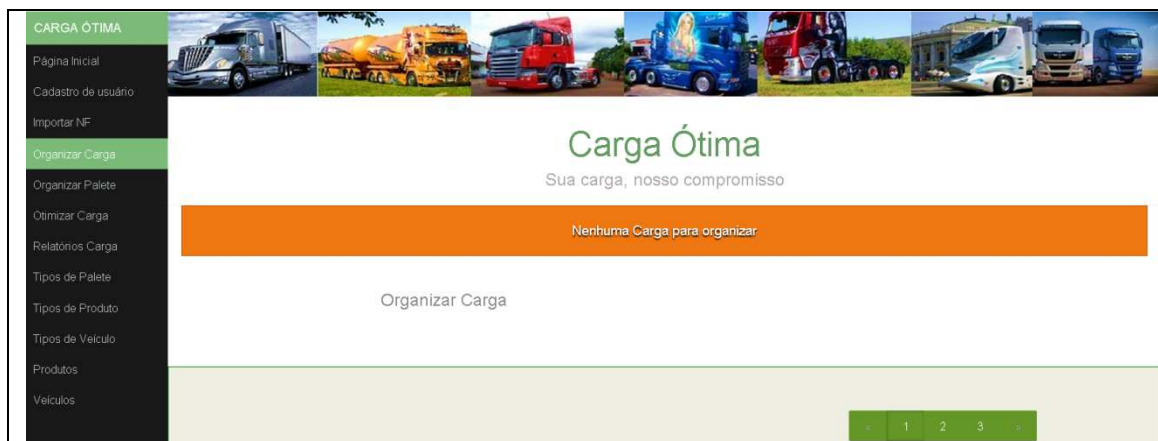 CARGA ÓTIMA
Página Inicial
Cadastro de usuário
Importar NF
Organizar Carga
Organizar Palete
Otimizar Carga
Relatórios Carga
Tipos de Palete
Tipos de Produto
Tipos de Veículo
Produtos
Veículos
Carga Ótima
Sua carga, nosso compromisso
Nenhuma Carga para organizar
Organizar Carga
« 1 2 3 »